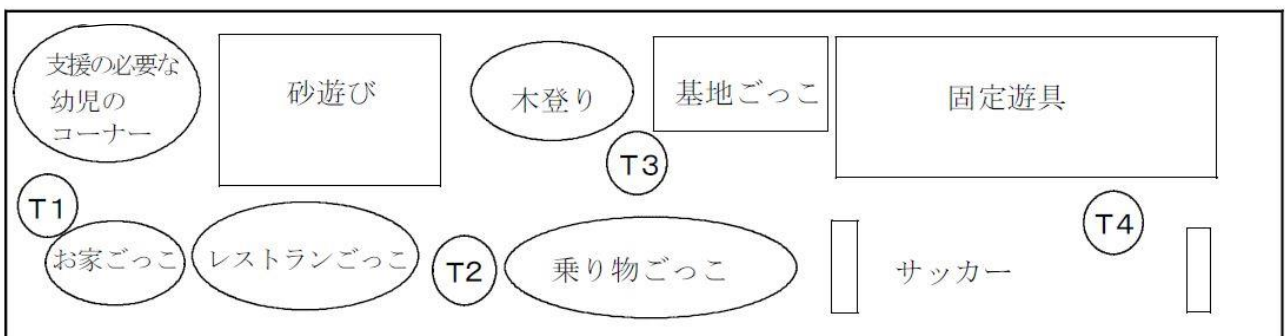 支援の必要な
幼児の
コーナー
砂遊び
木登り
基地ごっこ
固定遊具
T3
T1
T4
お家ごっこ
レストランごっこ
T2
乗り物ごっこ
サッカー